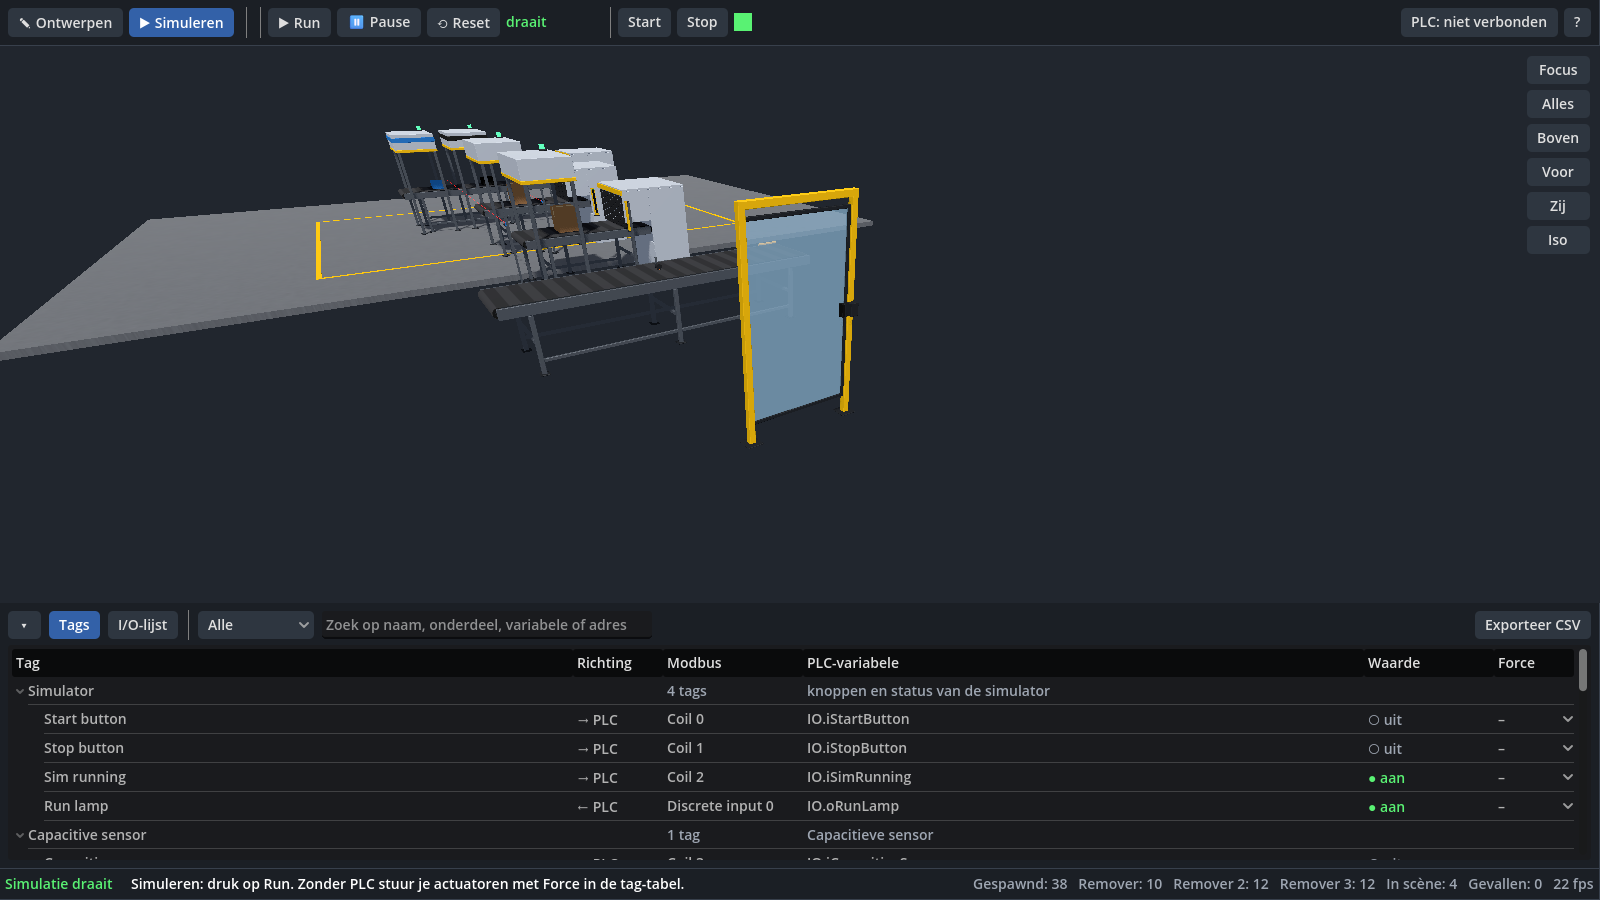 Ontwerpen Simuleren Run Pause Reset draait Start Stop PLC: niet verbonden ?
Focus
Alles
Boven
Voor
Zij
Iso
Tags I/O-lijst Alle Zoek op naam, onderdeel, variabele of adres Exporteer CSV
Tag Richting Modbus PLC-variabele Waarde Force
Simulator 4 tags knoppen en status van de simulator
Start button → PLC Coil 0 IO.iStartButton uit –
Stop button → PLC Coil 1 IO.iStopButton uit –
Sim running → PLC Coil 2 IO.iSimRunning aan –
Run lamp ← PLC Discrete input 0 IO.oRunLamp aan –
Capacitive sensor 1 tag Capacitieve sensor
Simulatie draait Simuleren: druk op Run. Zonder PLC stuur je actuatoren met Force in de tag-tabel. Gespawnd: 38 Remover: 10 Remover 2: 12 Remover 3: 12 In scène: 4 Gevallen: 0 22 fps